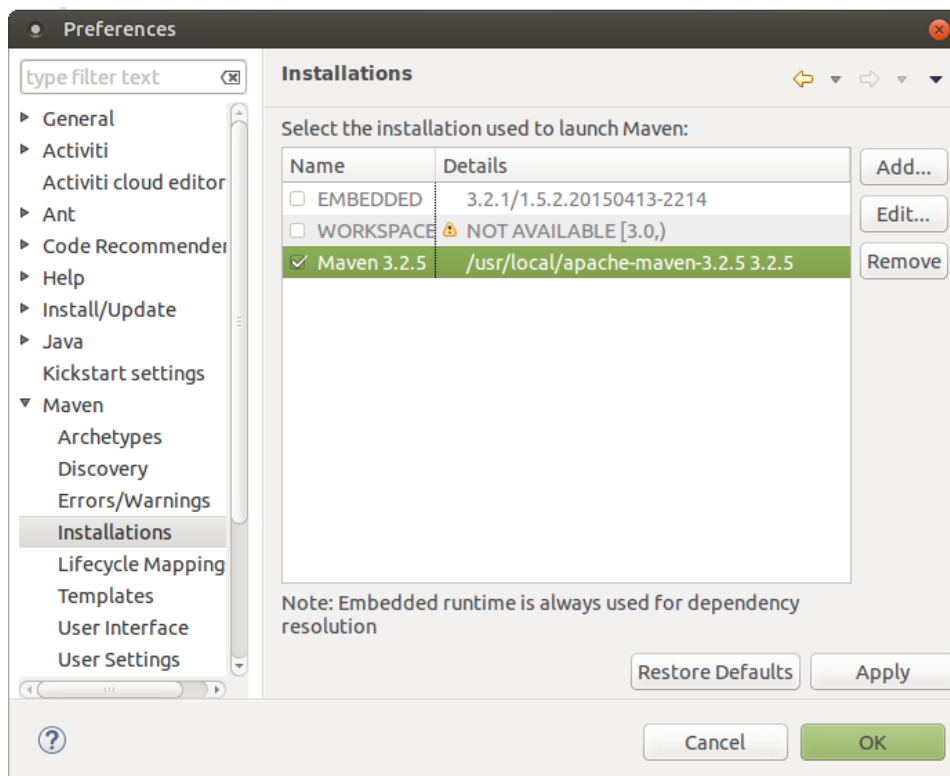 Preferences
type filter text
General
Activiti
Activiti cloud editor
Ant
Code Recommender
Help
Install/Update
Java
Kickstart settings
Maven
Archetypes
Discovery
Errors/Warnings
Installations
Lifecycle Mapping
Templates
User Interface
User Settings
Installations
Select the installation used to launch Maven:
Name Details
EMBEDDED 3.2.1/1.5.2.20150413-2214
WORKSPACE NOT AVAILABLE [3.0,)
Maven 3.2.5 /usr/local/apache-maven-3.2.5 3.2.5
Add...
Edit...
Remove
Note: Embedded runtime is always used for dependency
resolution
Restore Defaults Apply
Cancel OK